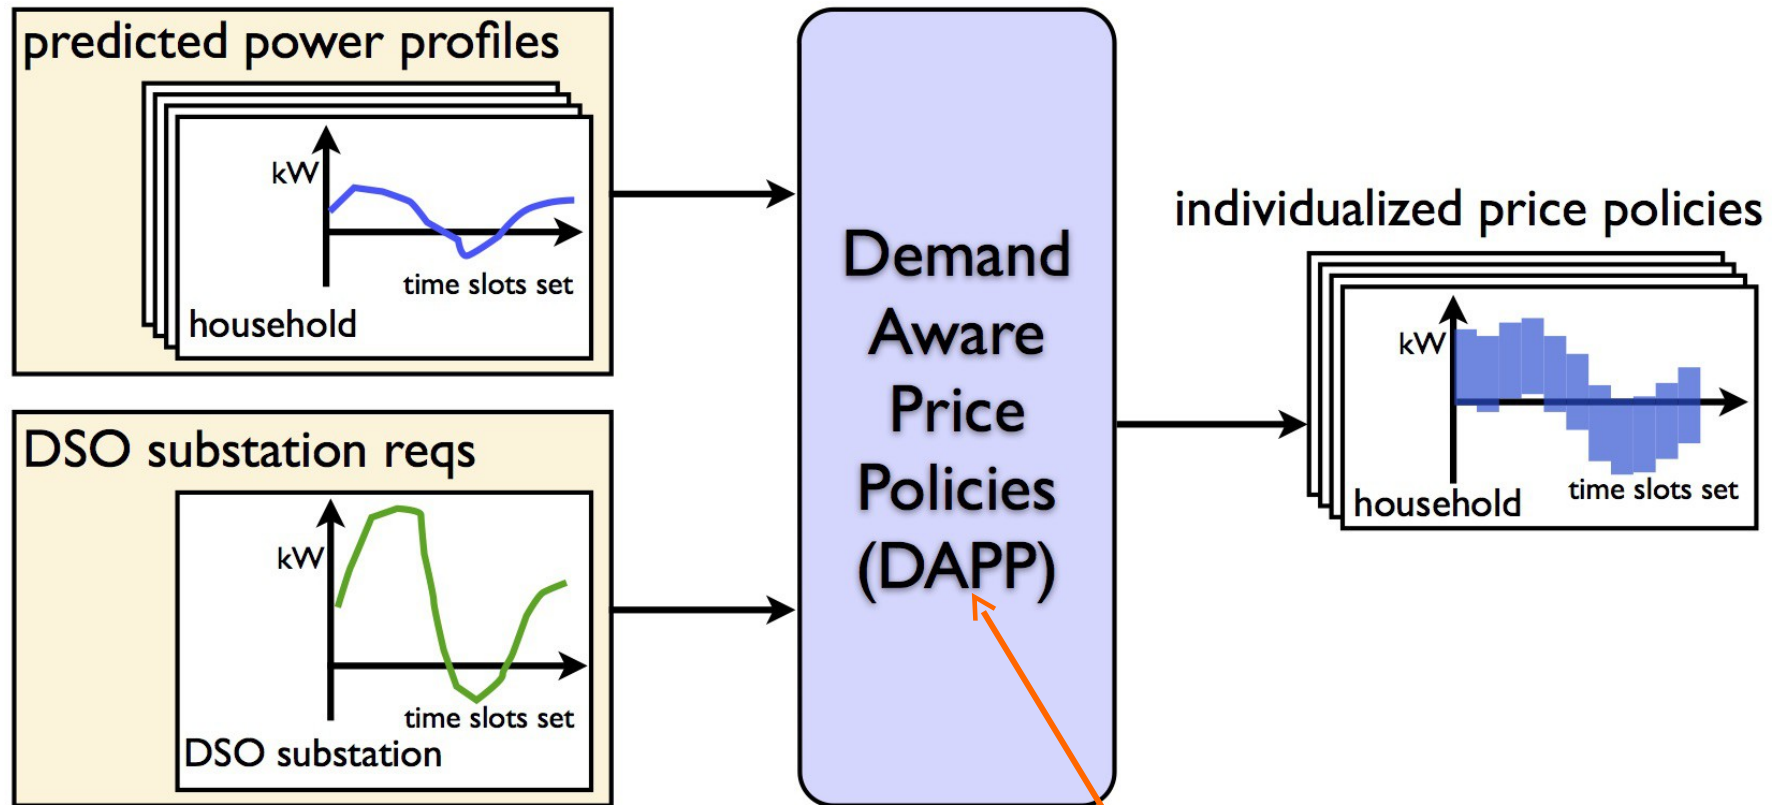 predicted power profiles
kW
time slots set
household
DSO substation reqs
kW
time slots set
DSO substation
Demand
Aware
Price
Policies
(DAPP)
individualized price policies
kW
time slots set
household